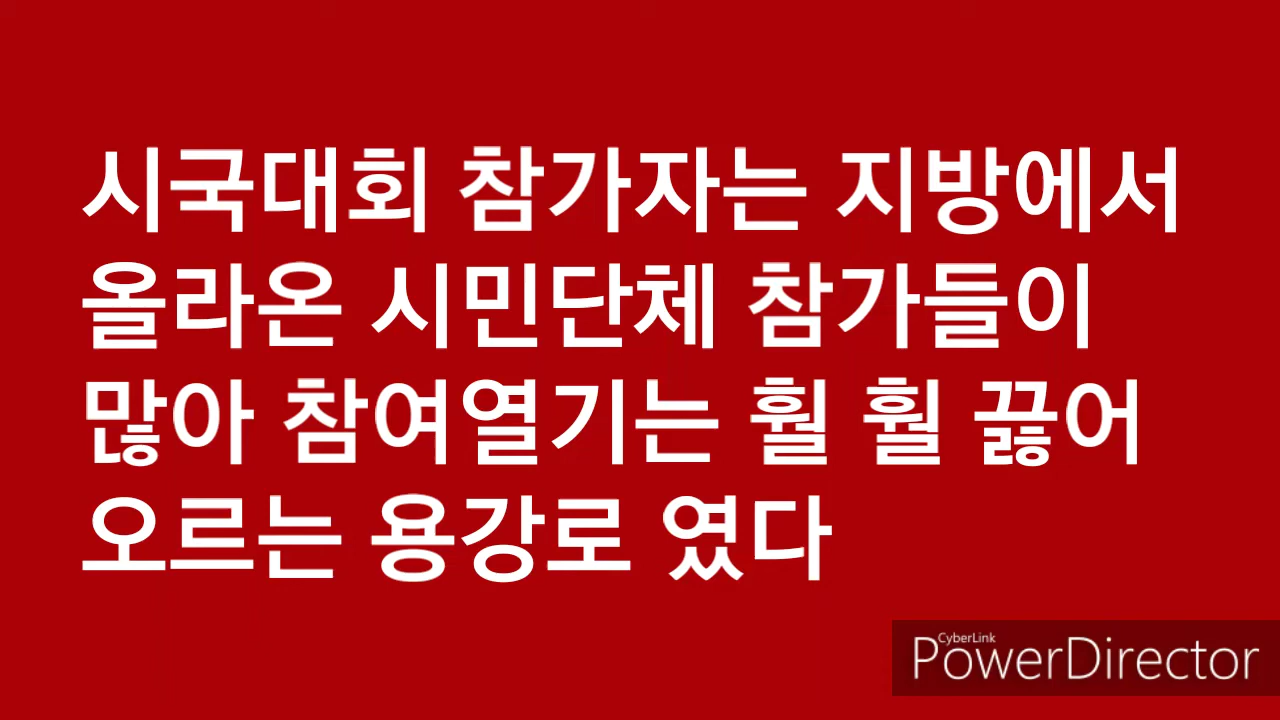 시국대회 참가자는 지방에서
올라온 시민단체 참가들이
많아 참여열기는 훨 훨 끓어
오르는 용강로 였다
CyberLink
PowerDirector